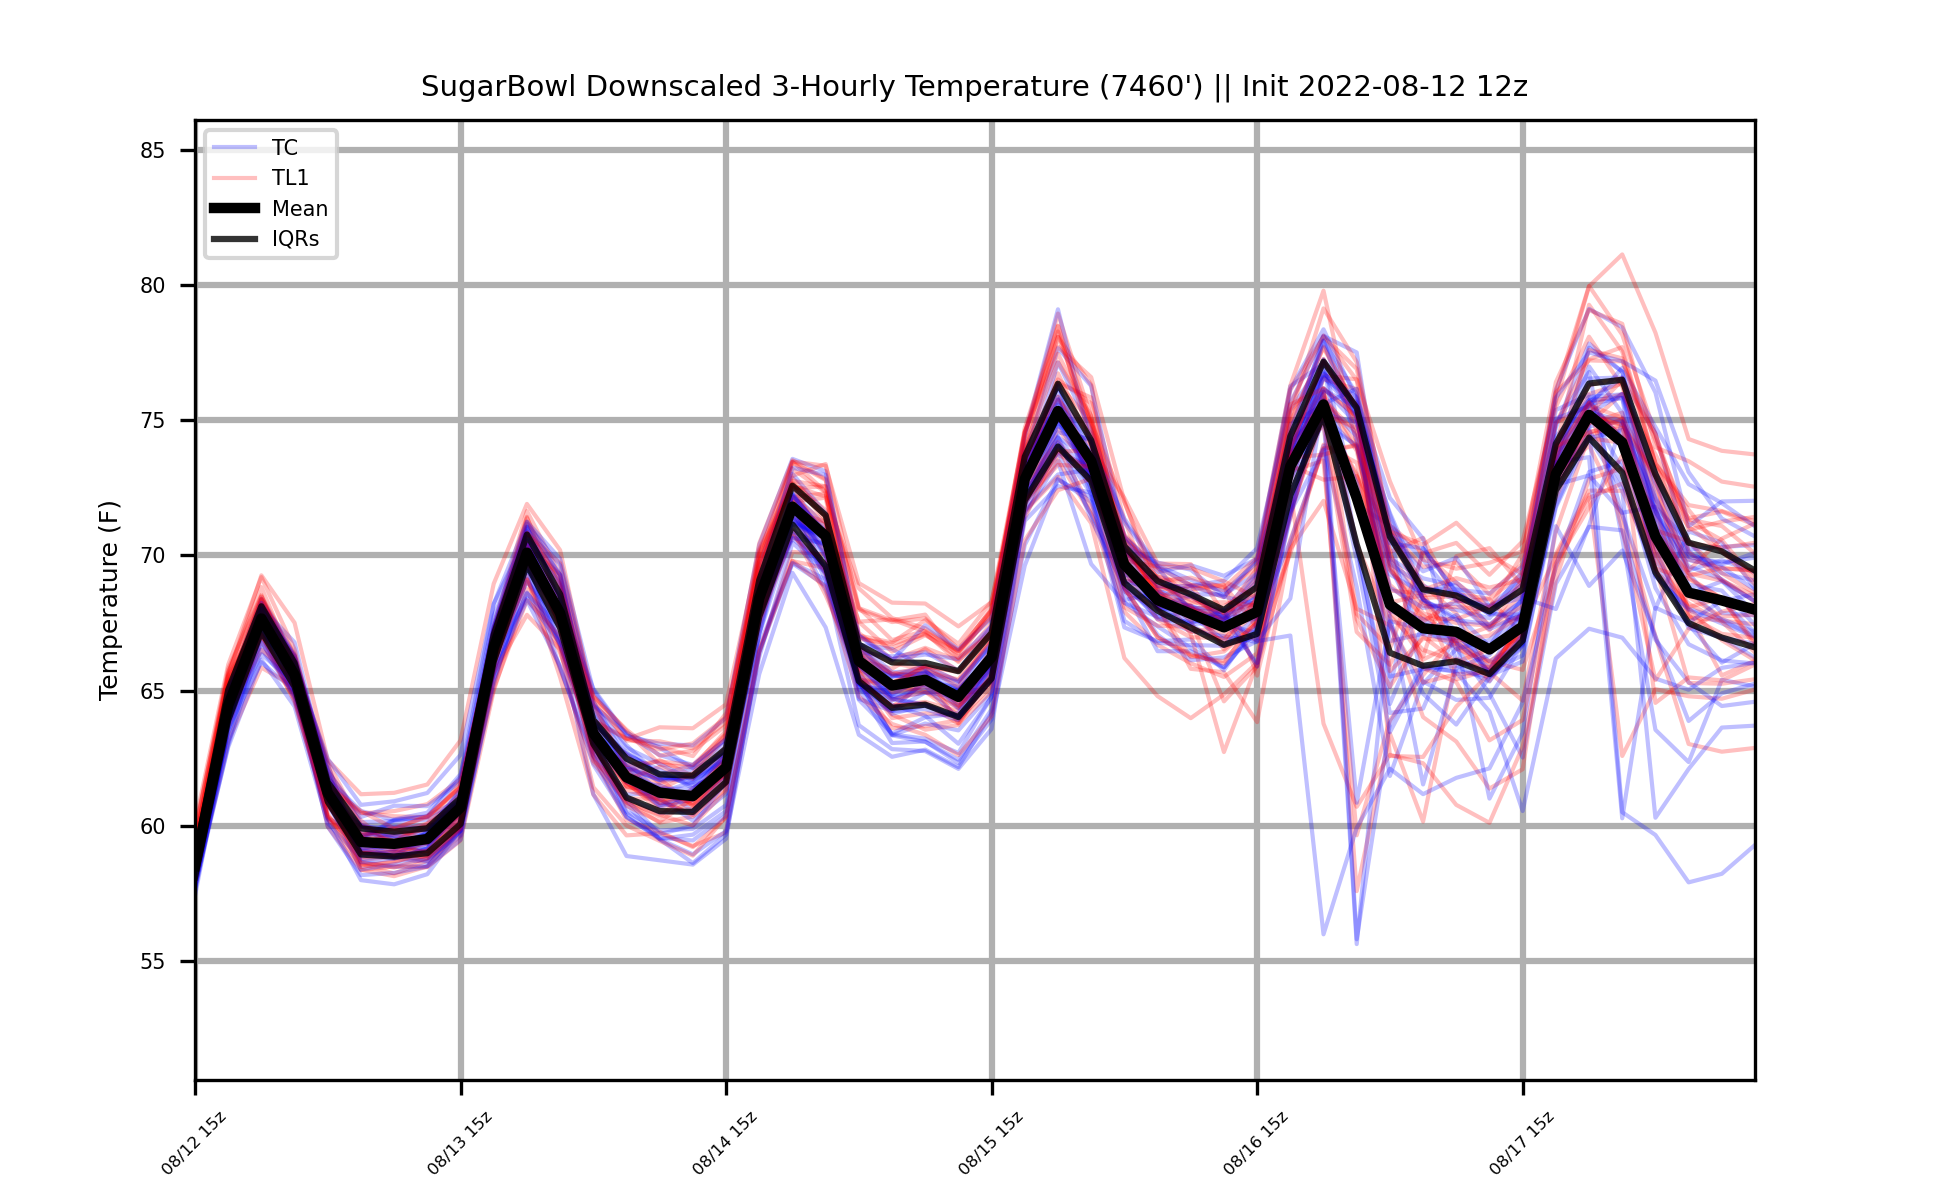 SugarBowl Downscaled 3-Hourly Temperature (7460') || Init 2022-08-12 12z
TC
TL1
Mean
IQRs
Temperature (F)
85
80
75
70
65
60
55
08/12 15z
08/13 15z
08/14 15z
08/15 15z
08/16 15z
08/17 15z